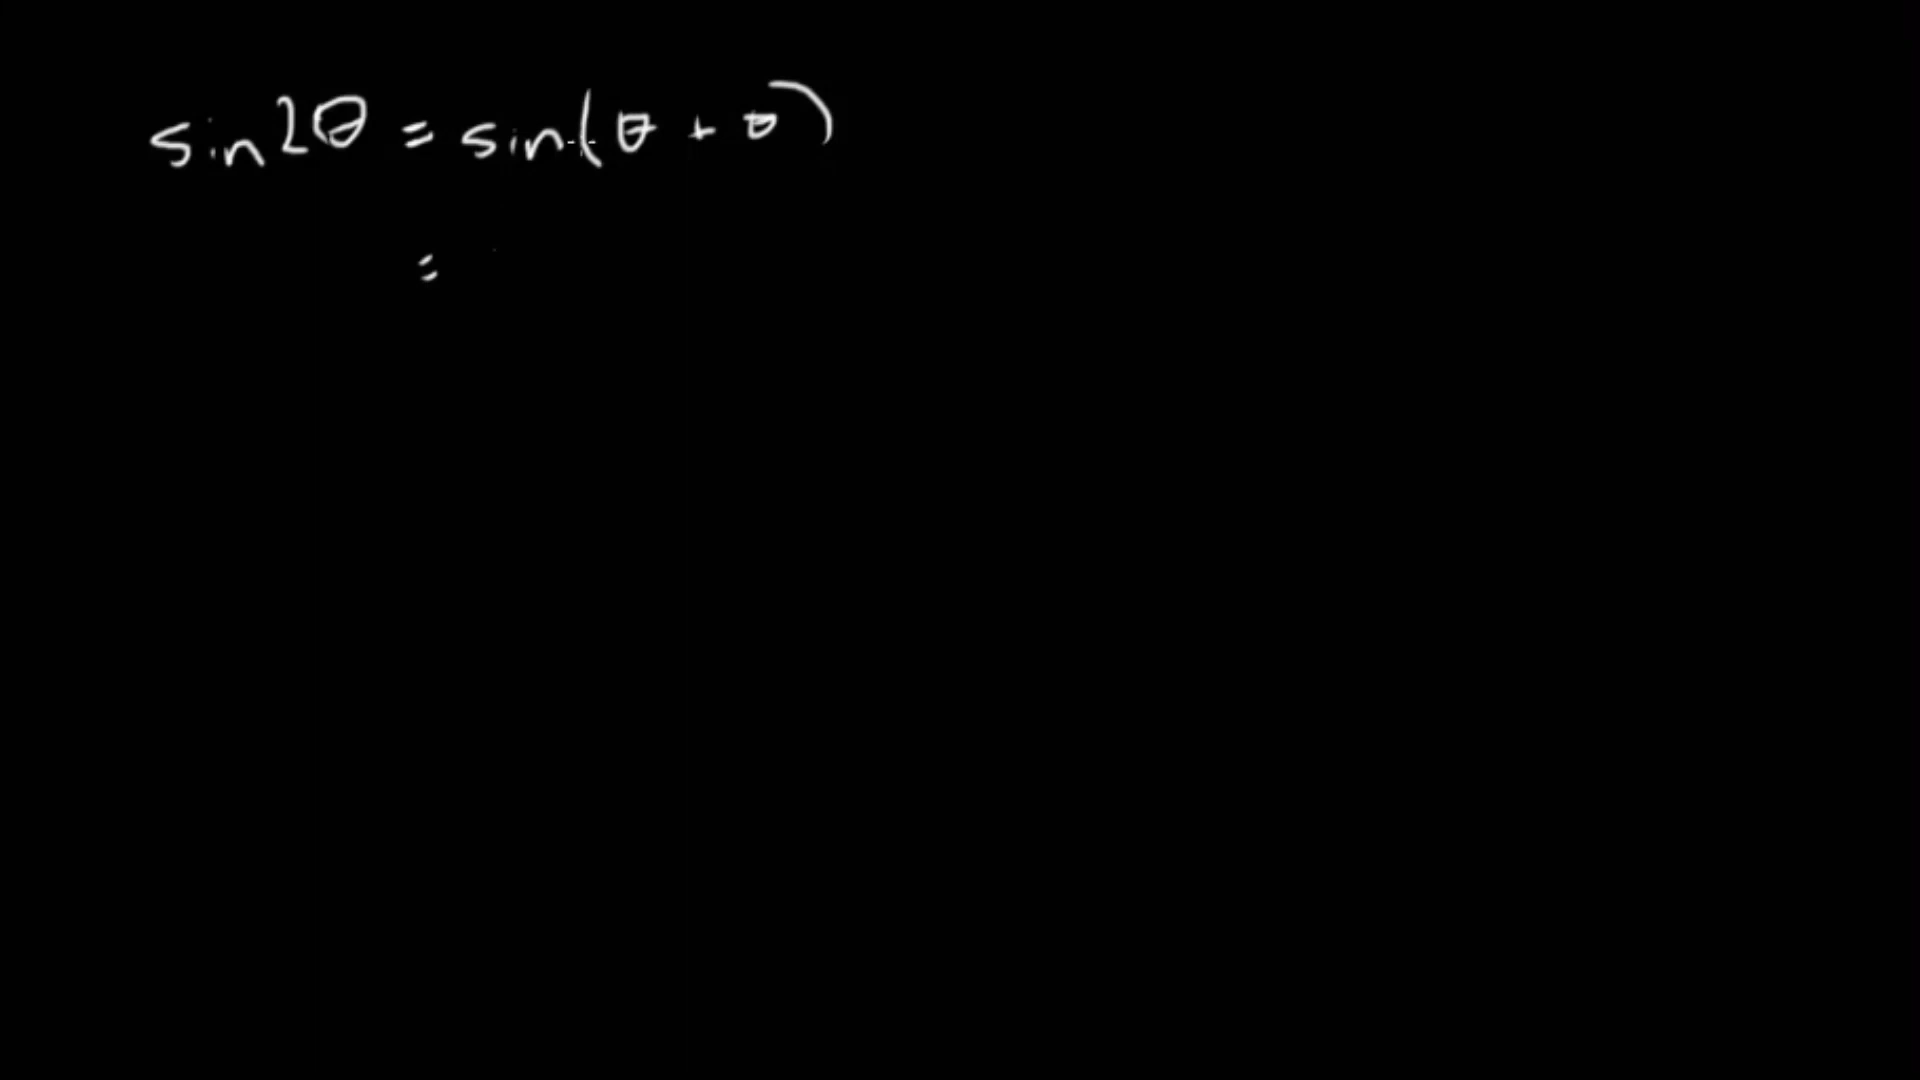 sin2θ = sin(θ + θ)
=